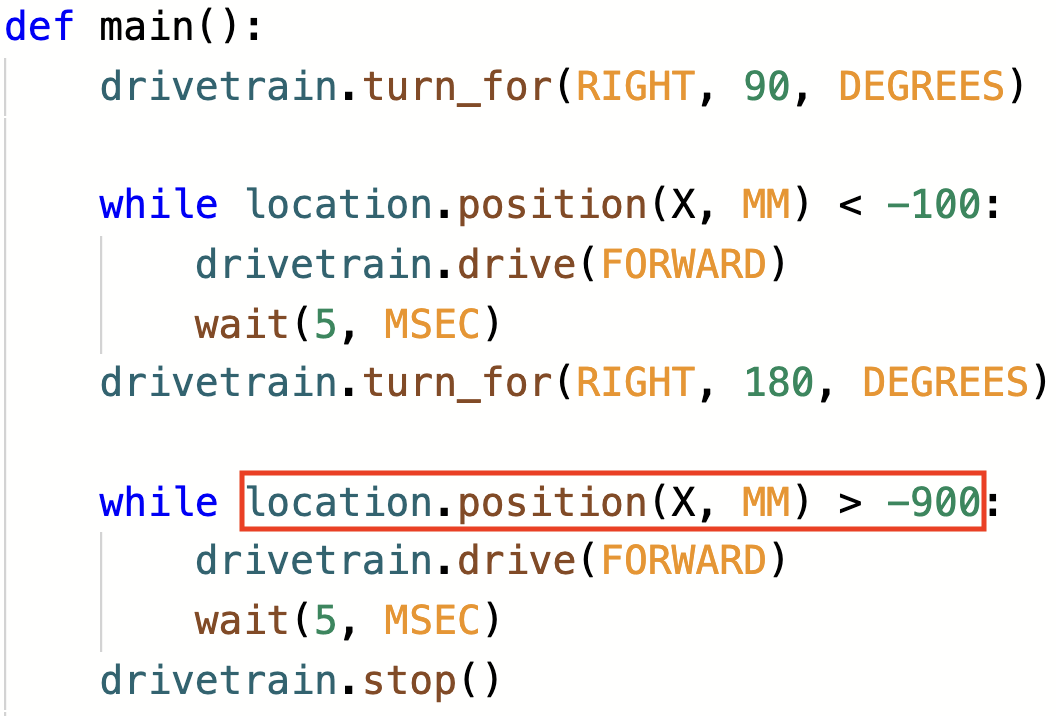 def main():
    drivetrain.turn_for(RIGHT, 90, DEGREES)
    while location.position(X, MM) < -100:
        drivetrain.drive(FORWARD)
        wait(5, MSEC)
    drivetrain.turn_for(RIGHT, 180, DEGREES)
    while location.position(X, MM) > -900:
        drivetrain.drive(FORWARD)
        wait(5, MSEC)
    drivetrain.stop()